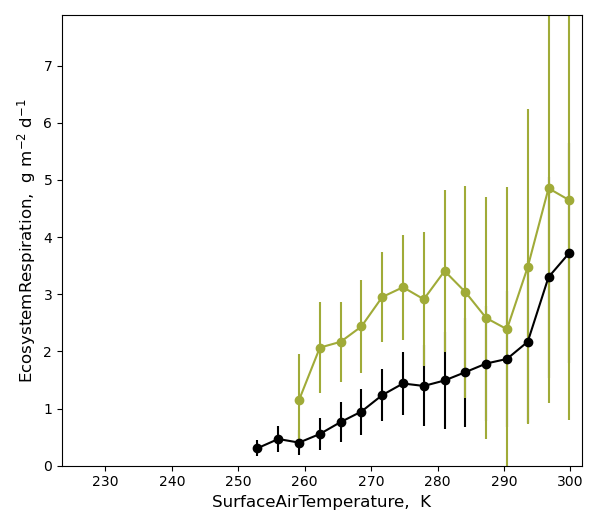 7
6
5
4
3
2
1
0
EcosystemRespiration, g m⁻² d⁻¹
230 240 250 260 270 280 290 300
SurfaceAirTemperature, K